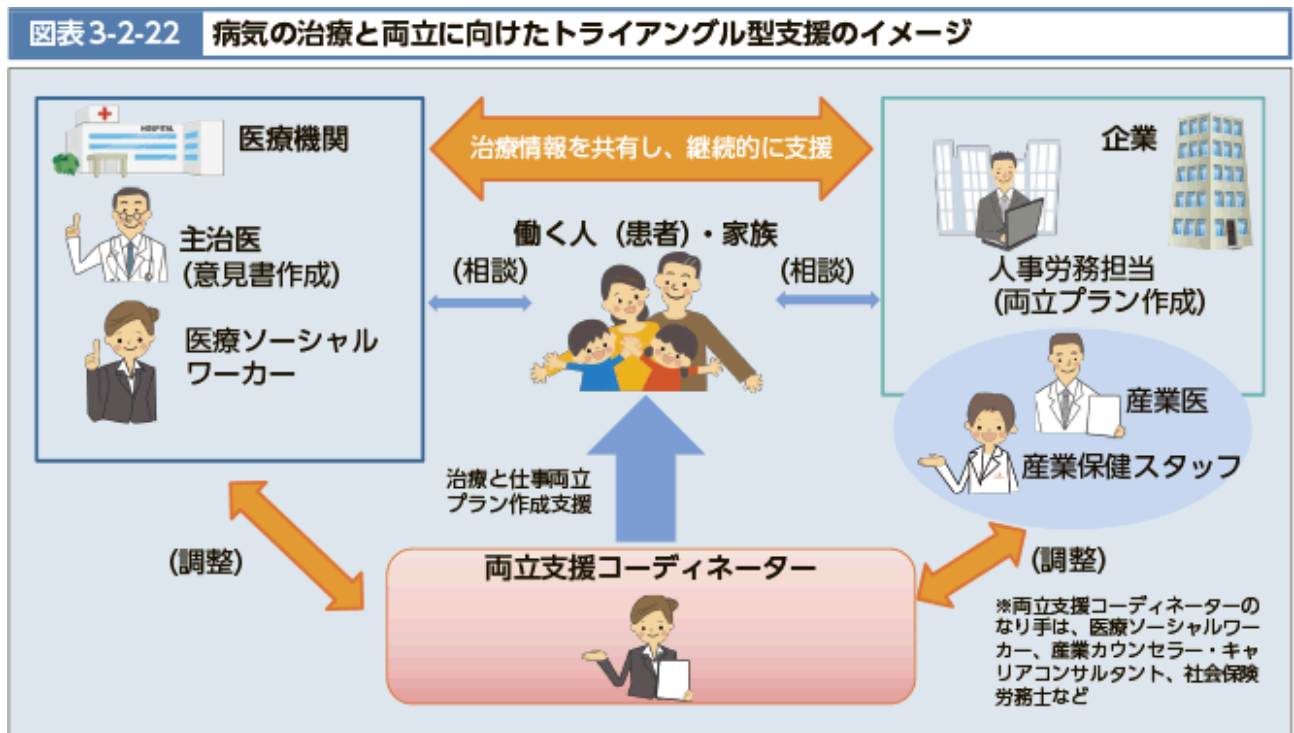 図表3-2-22 病気の治療と両立に向けたトライアングル型支援のイメージ
HOSPITAL
医療機関
主治医
(意見書作成)
医療ソーシャル
ワーカー
治療情報を共有し、継続的に支援
働く人（患者）・家族
(相談)
(相談)
企業
人事労務担当
(両立プラン作成)
産業医
産業保健スタッフ
治療と仕事両立
プラン作成支援
(調整)
両立支援コーディネーター
(調整)
※両立支援コーディネーターの
なり手は、医療ソーシャルワー
カー、産業カウンセラー・キャ
リアコンサルタント、社会保険
労務士など